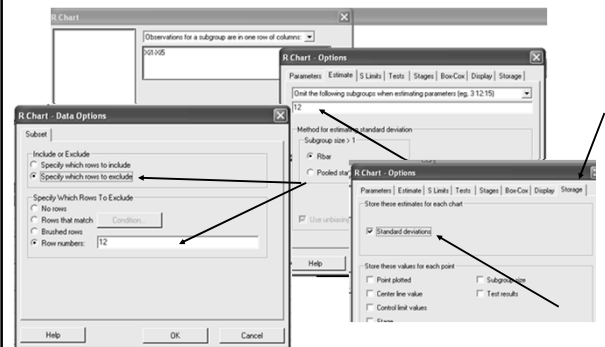 R Chart
Observations for a subgroup are in one row of columns:
R Chart - Options
Parameters Estimate S Limits Tests Stages Box-Cox Display Storage
Omit the following subgroups when estimating parameters (eg, 3 12:15)
12
Method for estimating standard deviation
Subgroup size > 1
Rbar
Pooled
Use
Help
R Chart - Data Options
Subset
Include or Exclude
Specify which rows to include
Specify which rows to exclude
Specify Which Rows To Exclude
No rows
Rows that match Condition...
Brushed rows
Row numbers: 12
Help OK Cancel
R Chart - Options
Parameters Estimate S Limits Tests Stages Box-Cox Display Storage
Store these estimates for each chart
Standard deviations
Store these values for each point
Point plotted Subgroup size
Center line value Test results
Control limit values
Stage